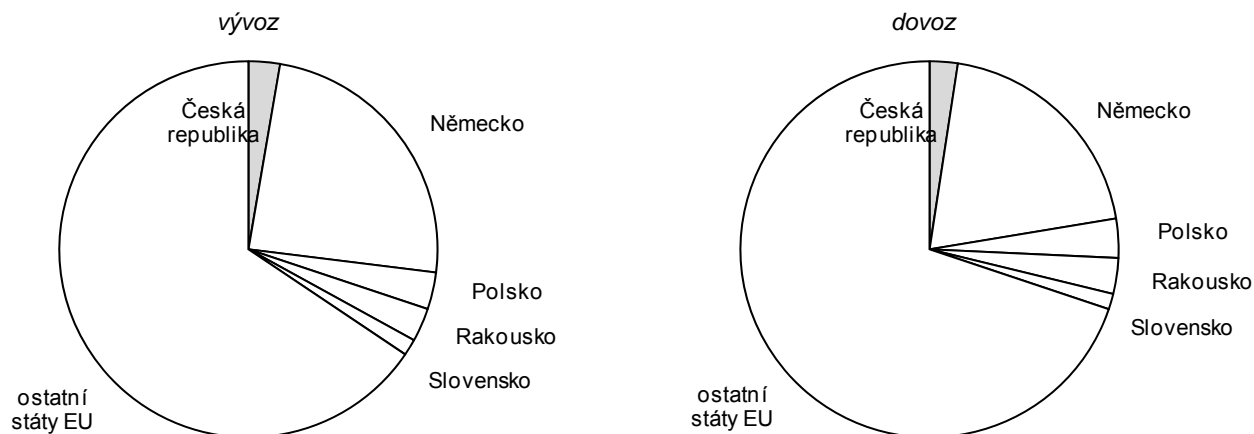 vývoz
Česká
republika
Německo
Polsko
Rakousko
Slovensko
ostatní
státy EU
dovoz
Česká
republika
Německo
Polsko
Rakousko
Slovensko
ostatní
státy EU